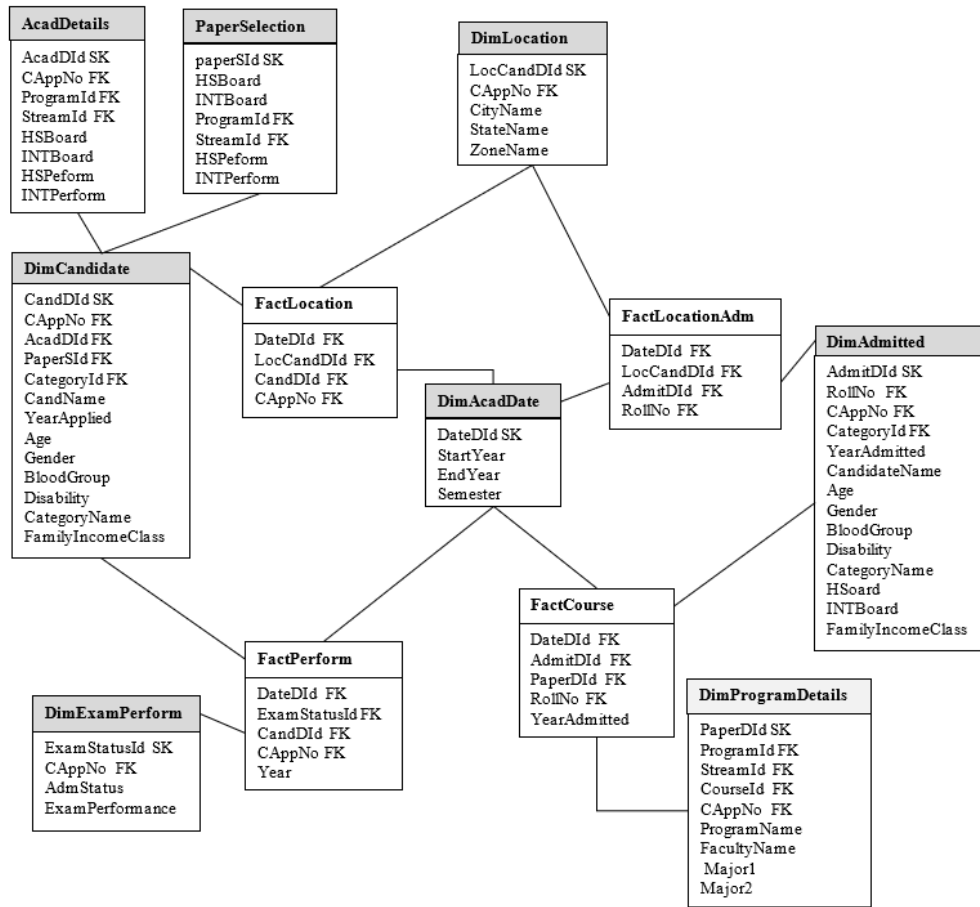 AcadDetails
AcadDId SK
CAppNo FK
ProgramId FK
StreamId FK
HSBoard
INTBoard
HSPeform
INTPerform
PaperSelection
paperSId SK
HSBoard
INTBoard
ProgramId FK
StreamId FK
HSPeform
INTPerform
DimLocation
LocCandDId SK
CAppNo FK
CityName
StateName
ZoneName
DimCandidate
CandDId SK
CAppNo FK
AcadDId FK
PaperSId FK
CategoryId FK
CandName
YearApplied
Age
Gender
BloodGroup
Disability
CategoryName
FamilyIncomeClass
FactLocation
DateDId FK
LocCandDId FK
CandDId FK
CAppNo FK
FactLocationAdm
DateDId FK
LocCandDId FK
AdmitDId FK
RollNo FK
DimAdmitted
AdmitDId SK
RollNo FK
CAppNo FK
CategoryId FK
YearAdmitted
CandidateName
Age
Gender
BloodGroup
Disability
CategoryName
HSoard
INTBoard
FamilyIncomeClass
DimAcadDate
DateDId SK
StartYear
EndYear
Semester
FactCourse
DateDId FK
AdmitDId FK
PaperDId FK
RollNo FK
YearAdmitted
FactPerform
DateDId FK
ExamStatusId FK
CandDId FK
CAppNo FK
Year
DimExamPerform
ExamStatusId SK
CAppNo FK
AdmStatus
ExamPerformance
DimProgramDetails
PaperDId SK
ProgramId FK
StreamId FK
CourseId FK
CAppNo FK
ProgramName
FacultyName
Major1
Major2